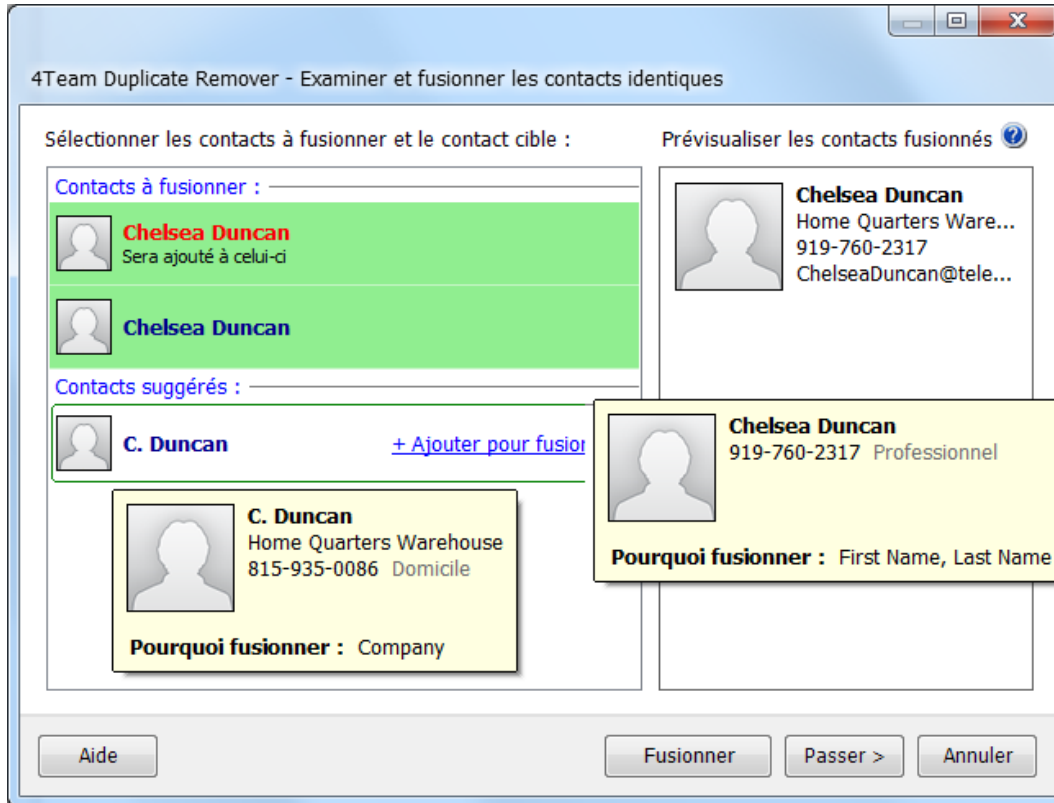 4Team Duplicate Remover - Examiner et fusionner les contacts identiques
Sélectionner les contacts à fusionner et le contact cible :
Contacts à fusionner :
Chelsea Duncan
Sera ajouté à celui-ci
Chelsea Duncan
Contacts suggérés :
C. Duncan + Ajouter pour fusion
C. Duncan
Home Quarters Warehouse
815-935-0086 Domicile
Pourquoi fusionner : Company
Prévisualiser les contacts fusionnés
Chelsea Duncan
Home Quarters Ware...
919-760-2317
ChelseaDuncan@tele...
Chelsea Duncan
919-760-2317 Professionnel
Pourquoi fusionner : First Name, Last Name
Aide Fusionner Passer > Annuler